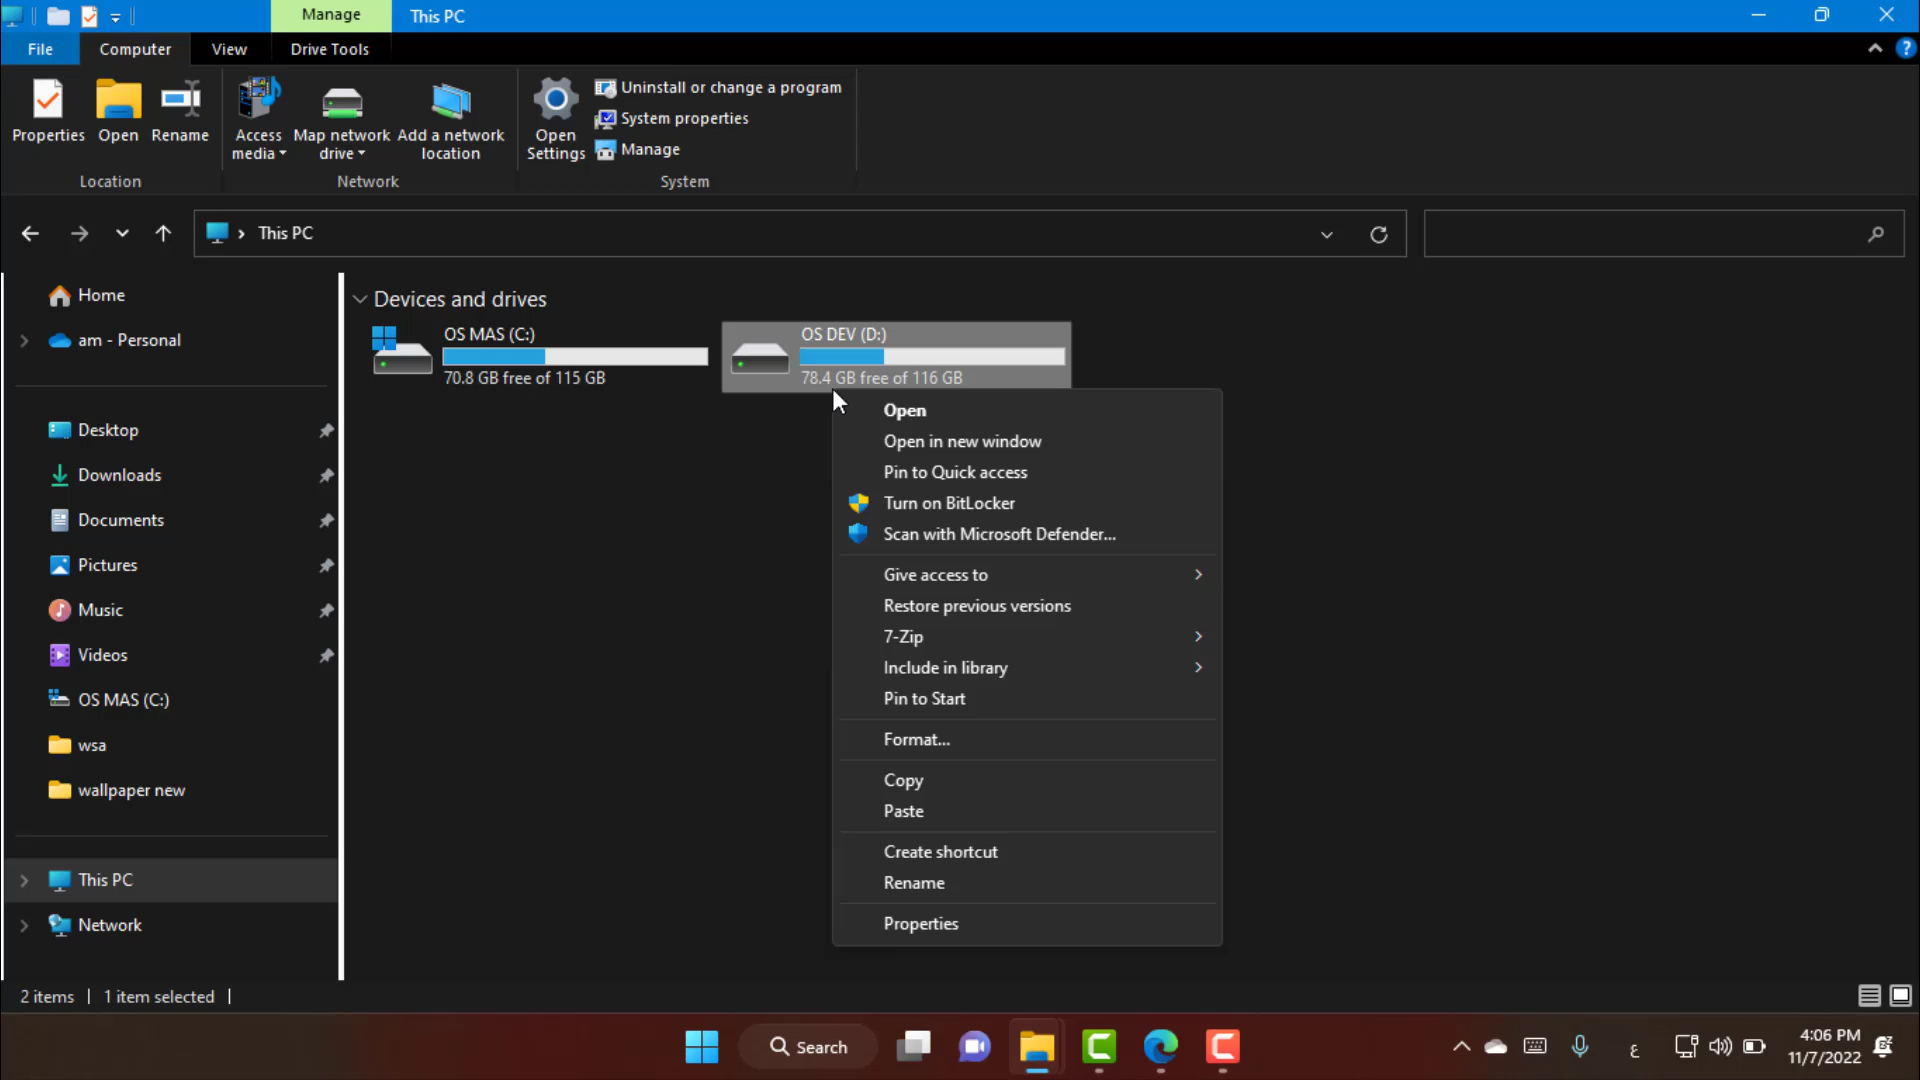 Manage
This PC
File
Computer
View
Drive Tools
Properties
Open
Rename
Access media
Map network drive
Add a network location
Open Settings
Uninstall or change a program
System properties
Manage
Location
Network
System
This PC
Home
am - Personal
Desktop
Downloads
Documents
Pictures
Music
Videos
OS MAS (C:)
wsa
wallpaper new
This PC
Network
Devices and drives
OS MAS (C:)
70.8 GB free of 115 GB
OS DEV (D:)
78.4 GB free of 116 GB
Open
Open in new window
Pin to Quick access
Turn on BitLocker
Scan with Microsoft Defender...
Give access to
Restore previous versions
7-Zip
Include in library
Pin to Start
Format...
Copy
Paste
Create shortcut
Rename
Properties
2 items
1 item selected
Search
ع
4:06 PM
11/7/2022